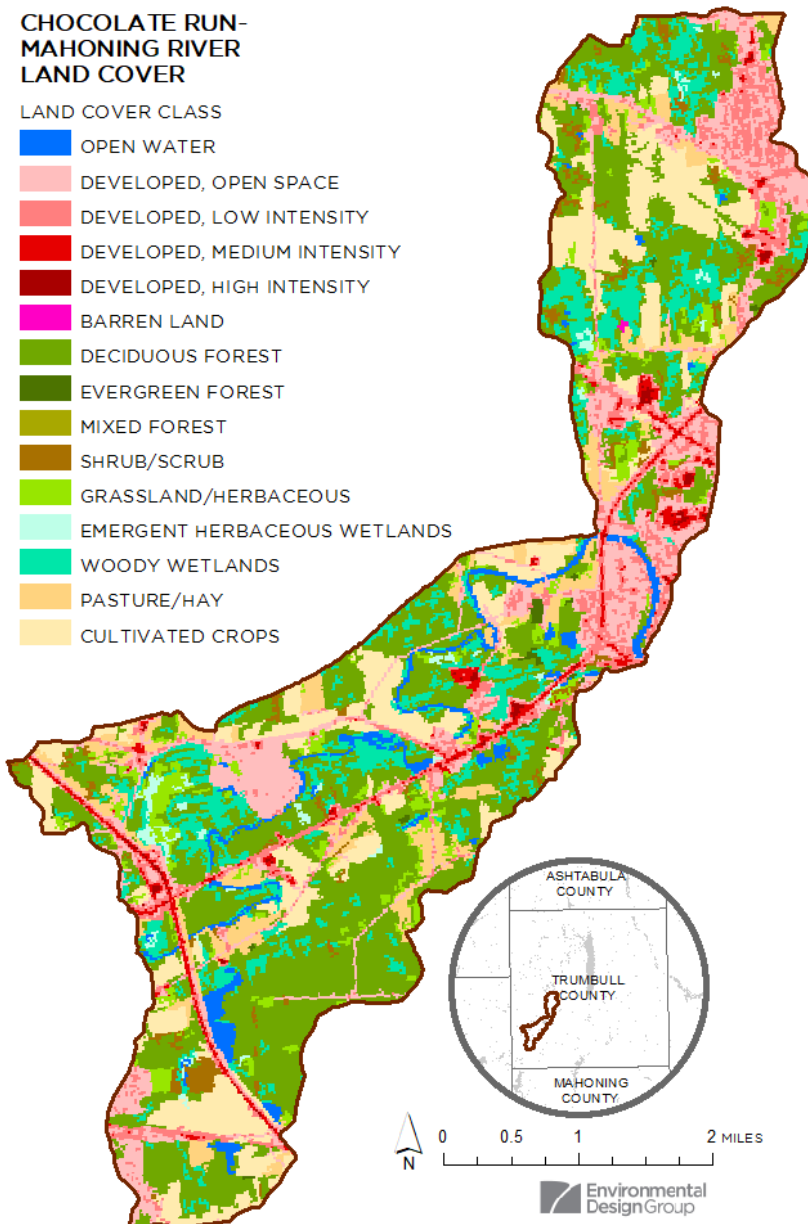 CHOCOLATE RUN-
MAHONING RIVER
LAND COVER
LAND COVER CLASS
OPEN WATER
DEVELOPED, OPEN SPACE
DEVELOPED, LOW INTENSITY
DEVELOPED, MEDIUM INTENSITY
DEVELOPED, HIGH INTENSITY
BARREN LAND
DECIDUOUS FOREST
EVERGREEN FOREST
MIXED FOREST
SHRUB/SCRUB
GRASSLAND/HERBACEOUS
EMERGENT HERBACEOUS WETLANDS
WOODY WETLANDS
PASTURE/HAY
CULTIVATED CROPS
ASHTABULA
COUNTY
TRUMBULL
COUNTY
MAHONING
COUNTY
N
0 0.5 1 2 MILES
Environmental
DesignGroup